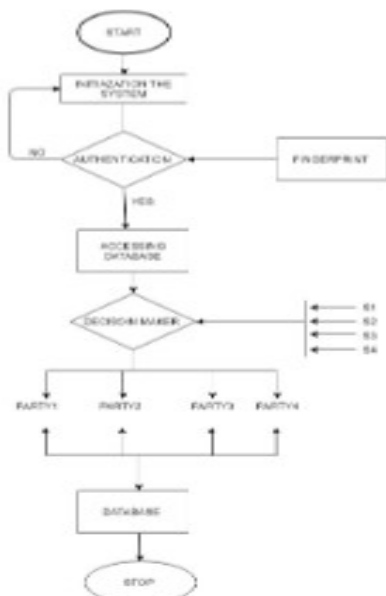 START
INITIAZATION THE
SYSTEM
NO
AUTHENTICATION
FINGERPRINT
YES
ACCESSING
DATABASE
DECISION MAKER
S1
S2
S3
S4
PARTY1 PARTY2 PARTY3 PARTY4
DATABASE
STOP